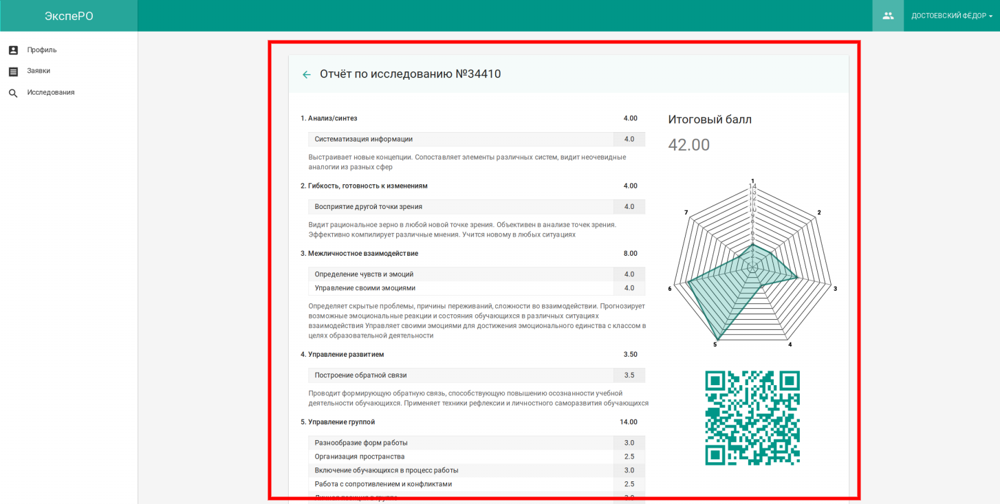 ЭкспеРО
ДОСТОЕВСКИЙ ФЁДОР
Профиль
Заявки
Исследования
Отчёт по исследованию №34410
1. Анализ/синтез 4.00
Систематизация информации 4.0
Выстраивает новые концепции. Сопоставляет элементы различных систем, видит неочевидные
аналогии из разных сфер
2. Гибкость, готовность к изменениям 4.00
Восприятие другой точки зрения 4.0
Видит рациональное зерно в любой новой точке зрения. Объективен в анализе точек зрения.
Эффективно компилирует различные мнения. Учится новому в любых ситуациях
3. Межличностное взаимодействие 8.00
Определение чувств и эмоций 4.0
Управление своими эмоциями 4.0
Определяет скрытые проблемы, причины переживаний, сложности во взаимодействии. Прогнозирует
возможные эмоциональные реакции и состояния обучающихся в различных ситуациях
взаимодействия Управляет своими эмоциями для достижения эмоционального единства с классом в
целях образовательной деятельности
4. Управление развитием 3.50
Построение обратной связи 3.5
Проводит формирующую обратную связь, способствующую повышению осознанности учебной
деятельности обучающихся. Применяет техники рефлексии и личностного саморазвития обучающихся
5. Управление группой 14.00
Разнообразие форм работы 3.0
Организация пространства 2.5
Включение обучающихся в процесс работы 3.0
Работа с сопротивлением и конфликтами 2.5
Итоговый балл
42.00
1
14
7
2
6
3
5
4